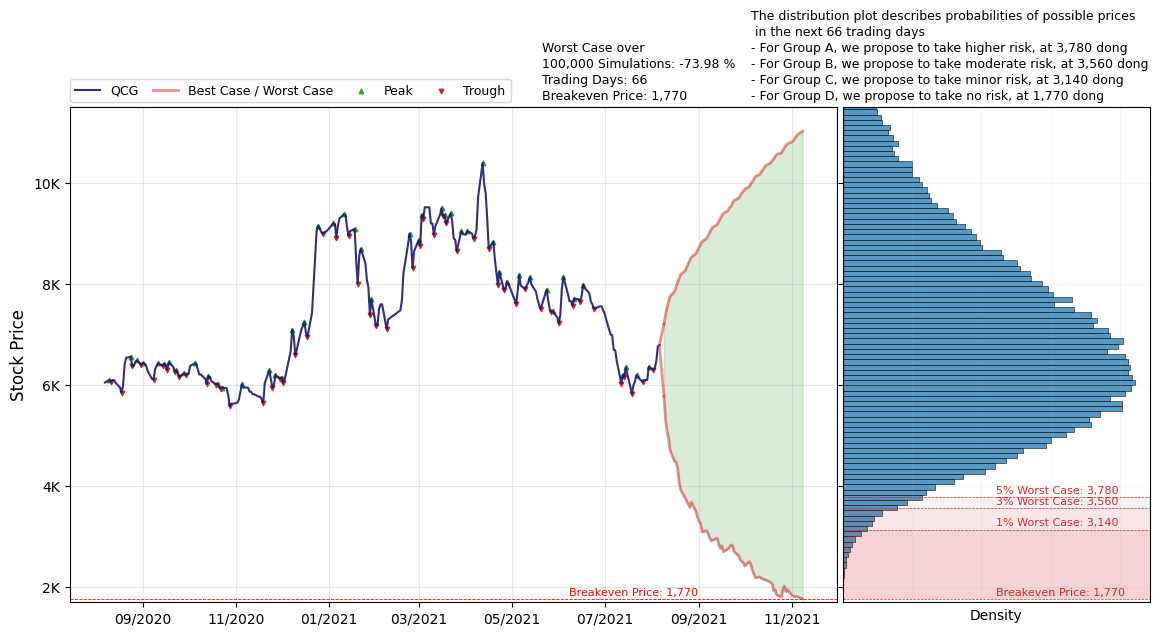 The distribution plot describes probabilities of possible prices
in the next 66 trading days
- For Group A, we propose to take higher risk, at 3,780 dong
- For Group B, we propose to take moderate risk, at 3,560 dong
- For Group C, we propose to take minor risk, at 3,140 dong
- For Group D, we propose to take no risk, at 1,770 dong
Worst Case over
100,000 Simulations: -73.98 %
Trading Days: 66
Breakeven Price: 1,770
QCG
Best Case / Worst Case
Peak
Trough
Stock Price
10K
8K
6K
4K
2K
Breakeven Price: 1,770
09/2020
11/2020
01/2021
03/2021
05/2021
07/2021
09/2021
11/2021
5% Worst Case: 3,780
3% Worst Case: 3,560
1% Worst Case: 3,140
Breakeven Price: 1,770
Density